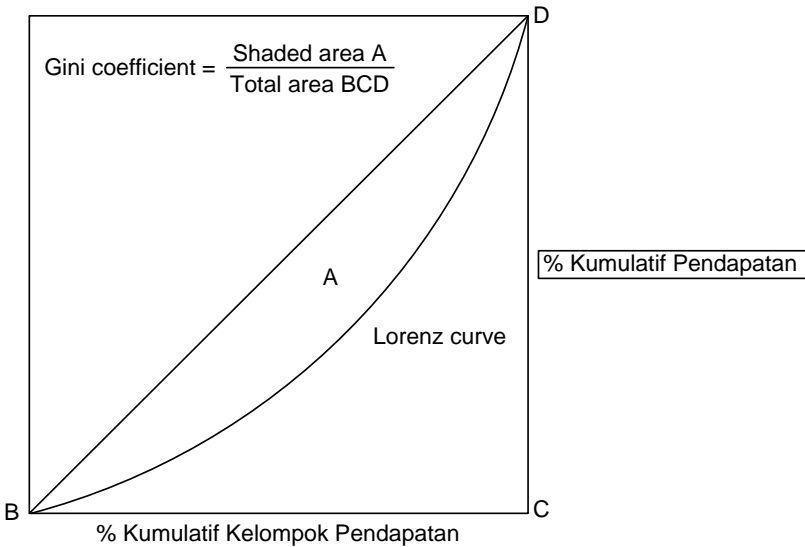 D
Gini coefficient = Shaded area A
Total area BCD
% Kumulatif Pendapatan
A
Lorenz curve
B
C
% Kumulatif Kelompok Pendapatan